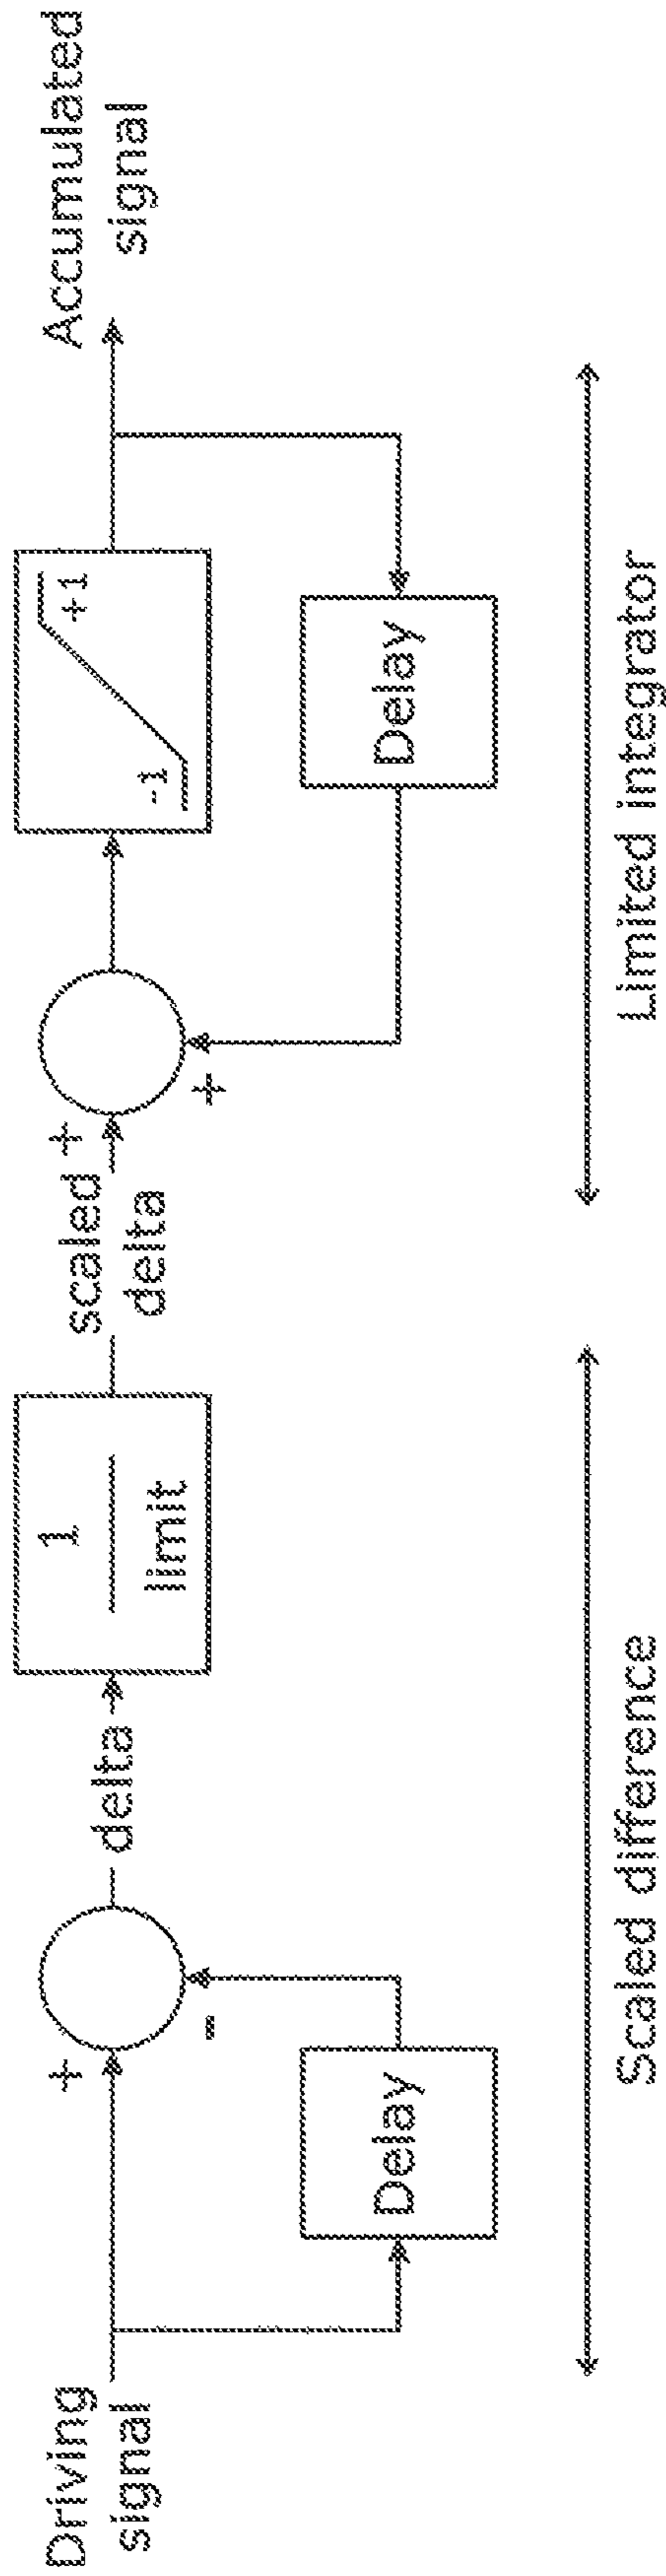 Driving
signal
+
-
Delay
delta
1
limit
scaled
delta
+
+
-1
+1
Delay
Accumulated
signal
Scaled difference
Limited integrator